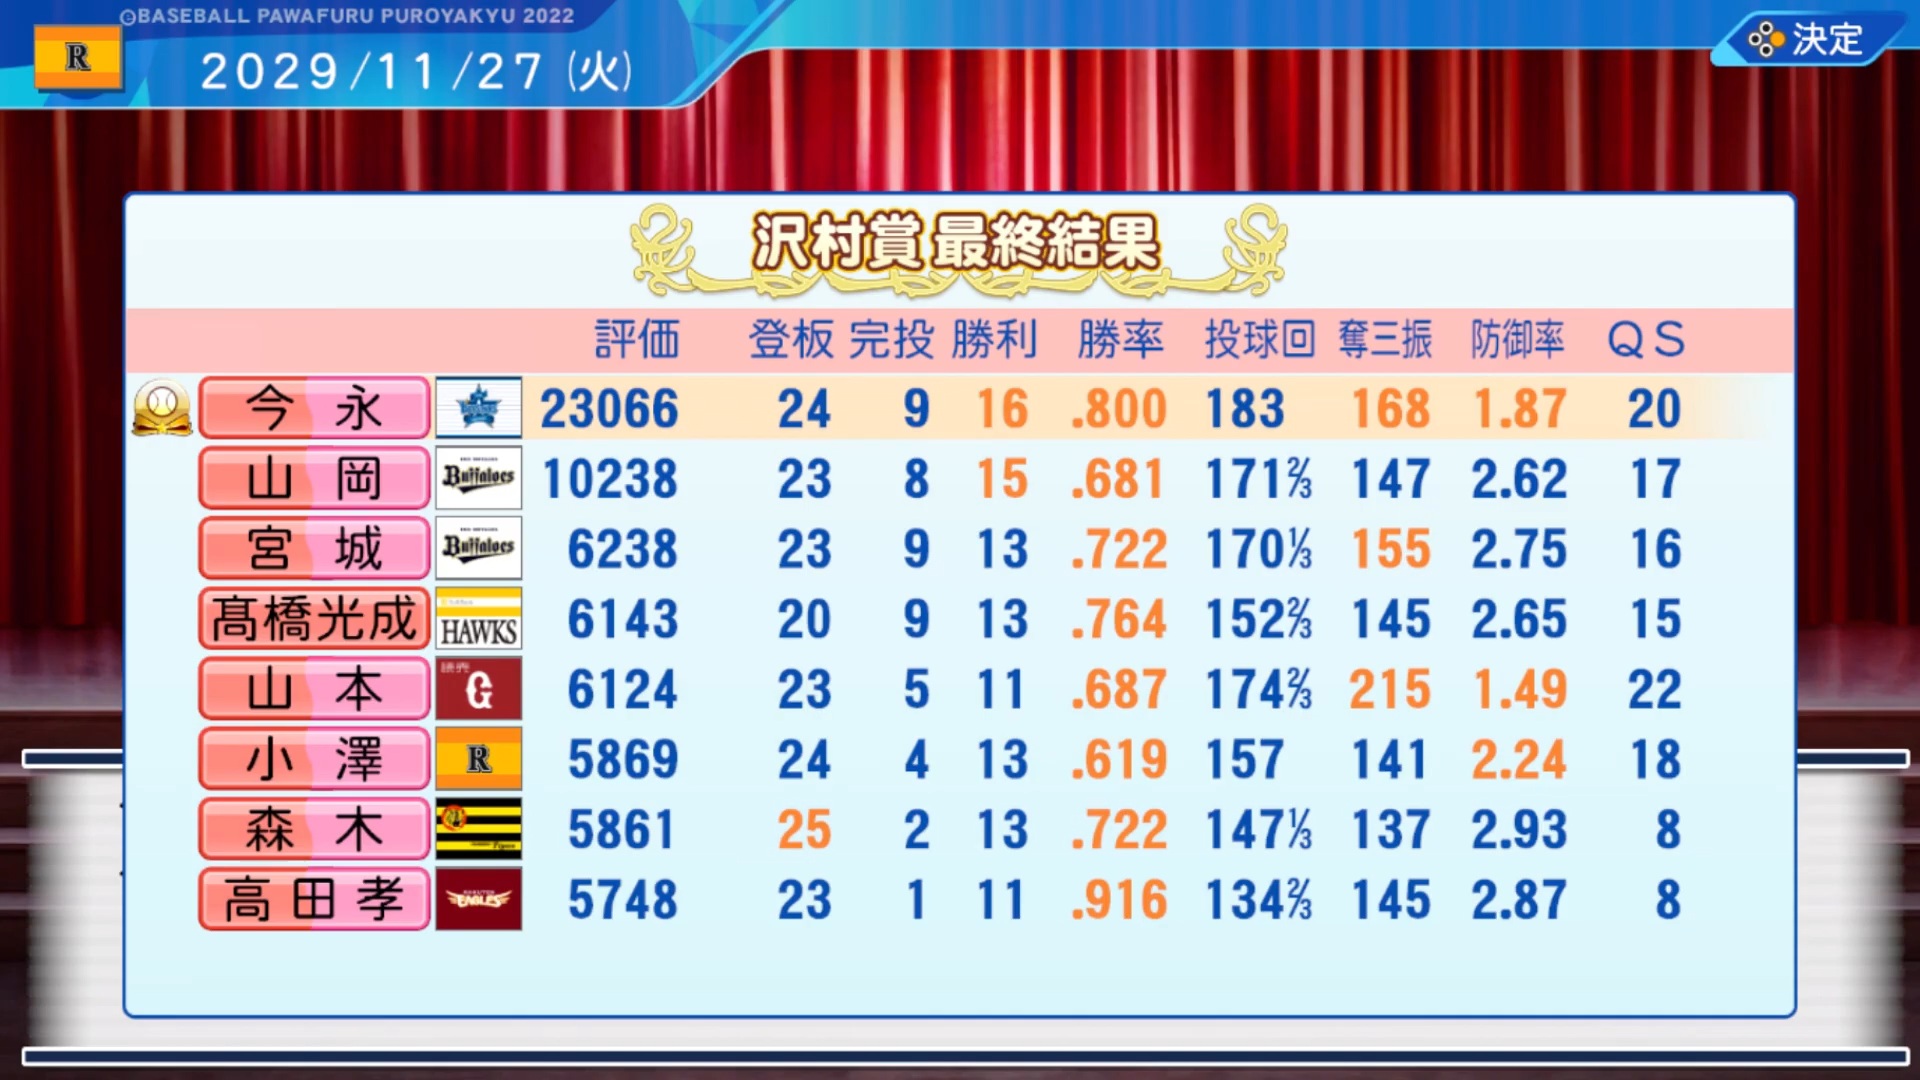 ©BASEBALL PAWAFURU PUROYAKYU 2022
R
2029/11/27 (火)
決定
沢村賞 最終結果
評価 登板 完投 勝利 勝率 投球回 奪三振 防御率 QS
今永 23066 24 9 16 .800 183 168 1.87 20
山岡 Buffaloes 10238 23 8 15 .681 171⅔ 147 2.62 17
宮城 Buffaloes 6238 23 9 13 .722 170⅓ 155 2.75 16
髙橋光成 HAWKS 6143 20 9 13 .764 152⅔ 145 2.65 15
山本 G 6124 23 5 11 .687 174⅔ 215 1.49 22
小澤 R 5869 24 4 13 .619 157 141 2.24 18
森木 5861 25 2 13 .722 147⅓ 137 2.93 8
高田孝 EAGLES 5748 23 1 11 .916 134⅔ 145 2.87 8